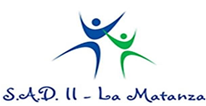 S.A.D. II - La Matanza